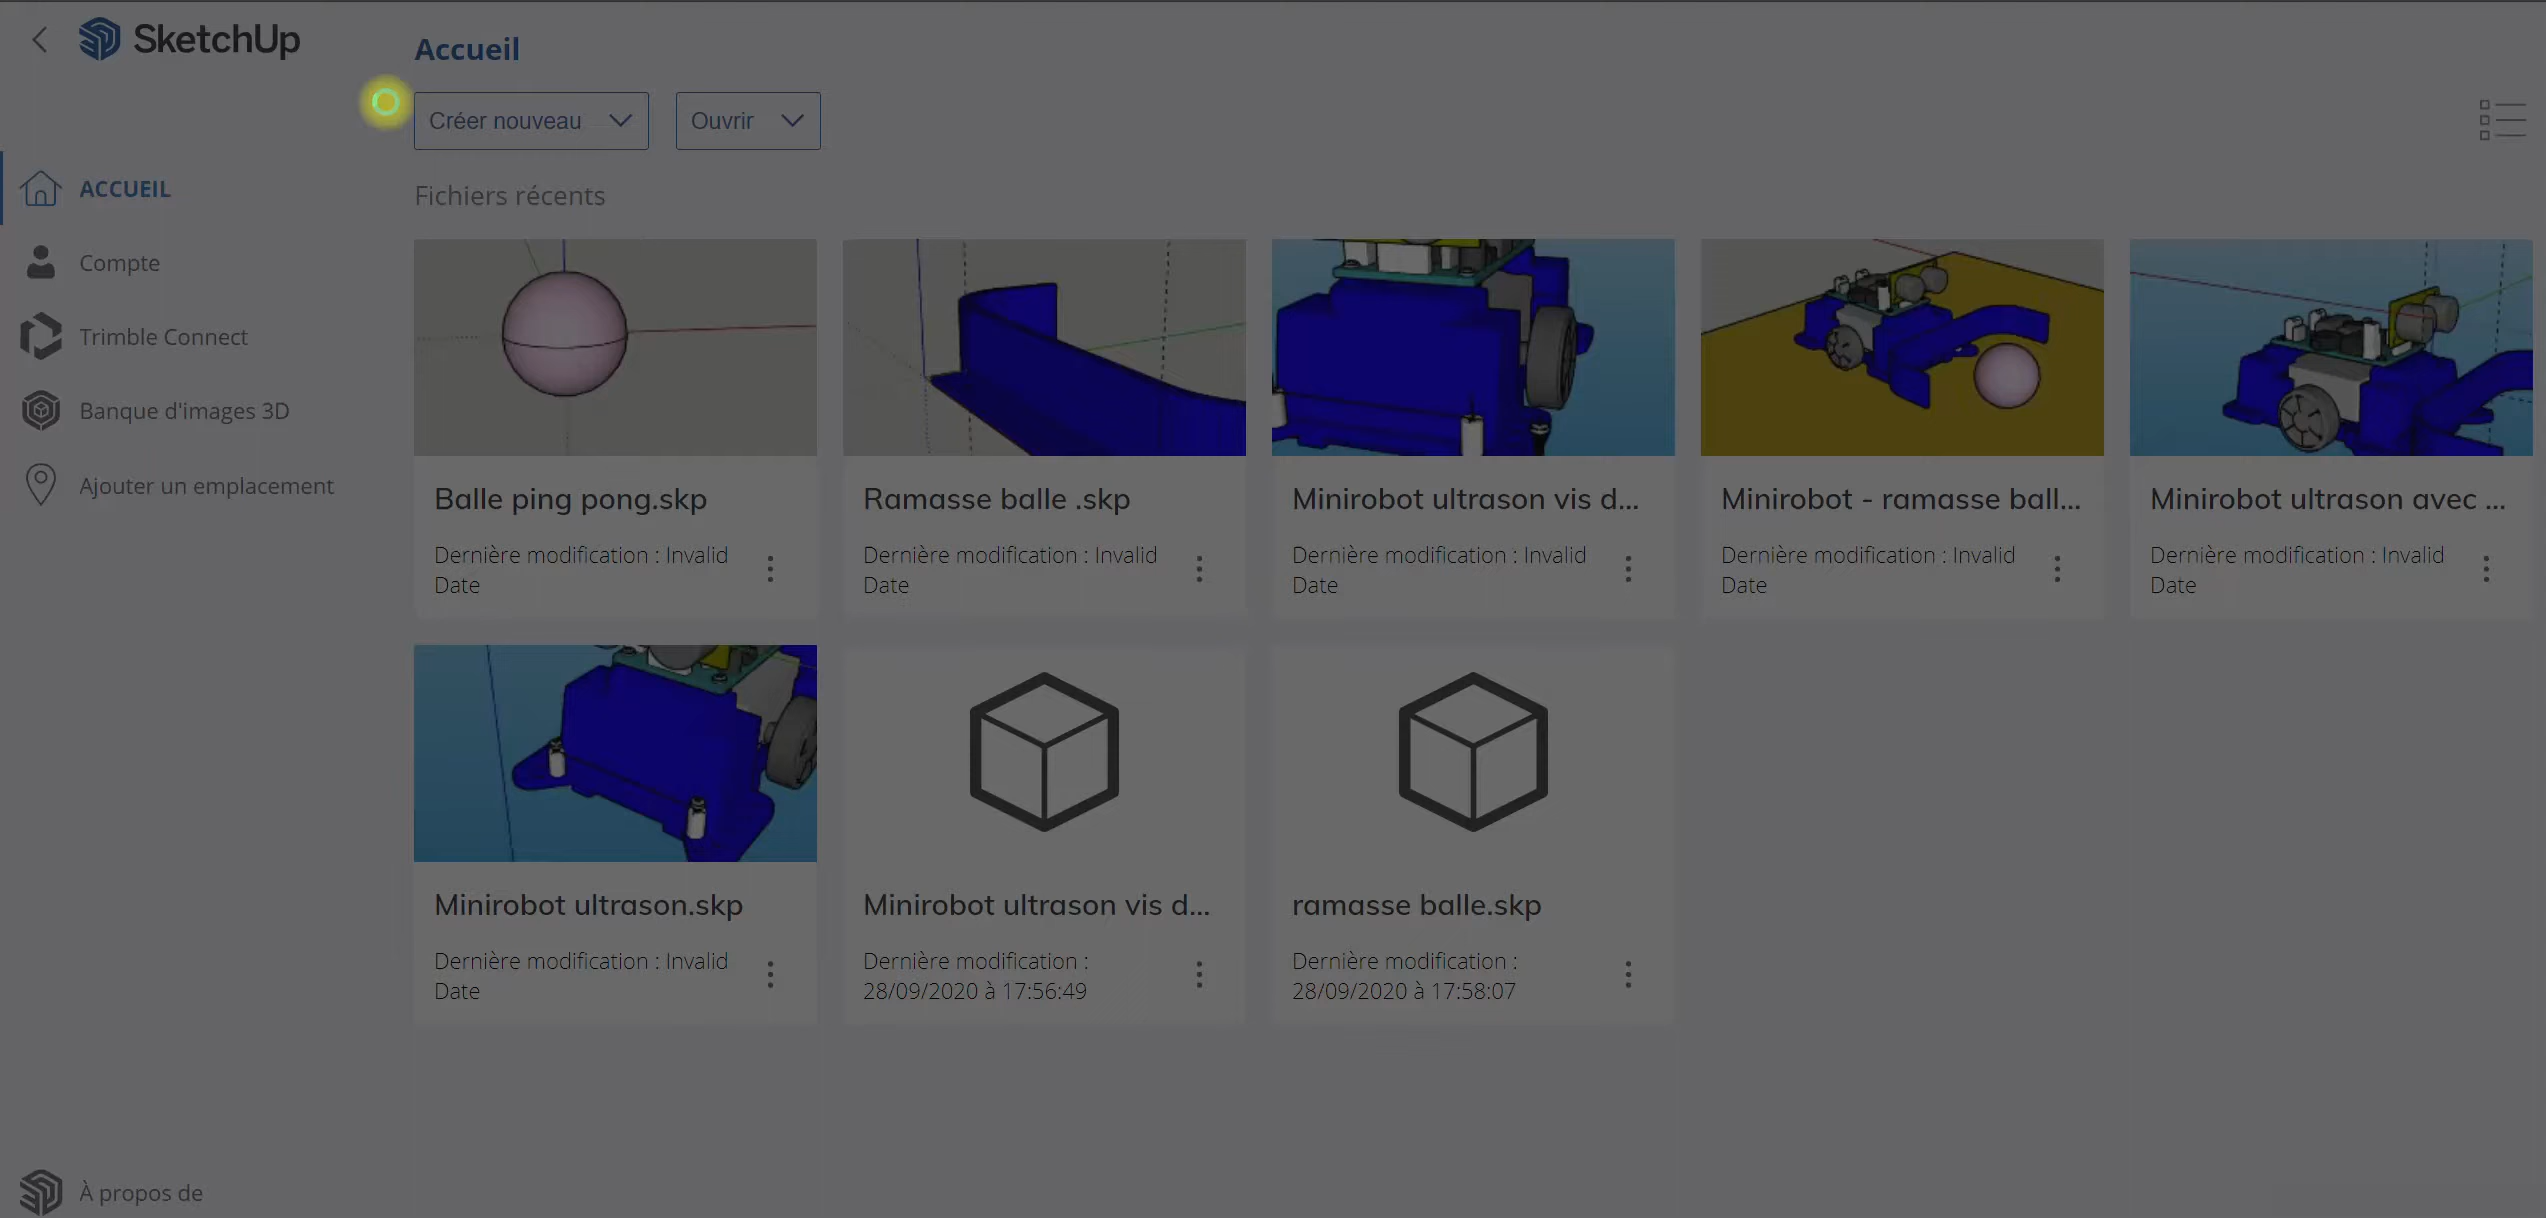 SketchUp
Accueil
Créer nouveau
Ouvrir
ACCUEIL
Fichiers récents
Compte
Trimble Connect
Banque d'images 3D
Ajouter un emplacement
Balle ping pong.skp
Dernière modification : Invalid
Date
Ramasse balle .skp
Dernière modification : Invalid
Date
Minirobot ultrason vis d...
Dernière modification : Invalid
Date
Minirobot - ramasse ball...
Dernière modification : Invalid
Date
Minirobot ultrason avec ...
Dernière modification : Invalid
Date
Minirobot ultrason.skp
Dernière modification : Invalid
Date
Minirobot ultrason vis d...
Dernière modification :
28/09/2020 à 17:56:49
ramasse balle.skp
Dernière modification :
28/09/2020 à 17:58:07
À propos de